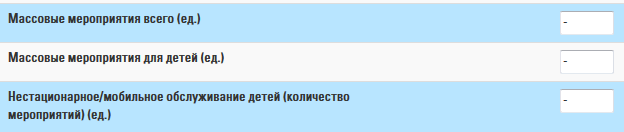 Массовые мероприятия всего (ед.) -
Массовые мероприятия для детей (ед.) -
Нестационарное/мобильное обслуживание детей (количество -
мероприятий) (ед.)